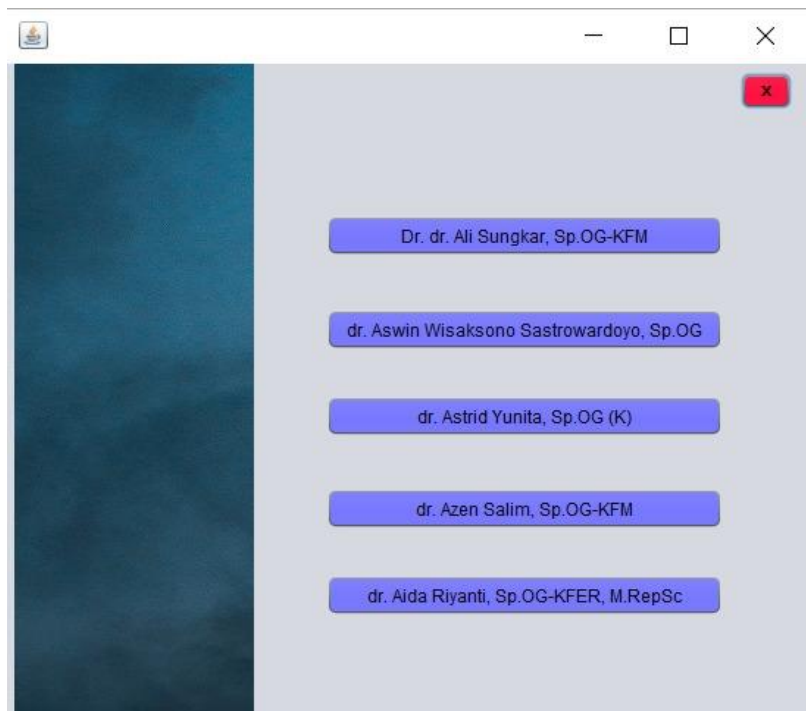 x
Dr. dr. Ali Sungkar, Sp.OG-KFM
dr. Aswin Wisaksono Sastrowardoyo, Sp.OG
dr. Astrid Yunita, Sp.OG (K)
dr. Azen Salim, Sp.OG-KFM
dr. Aida Riyanti, Sp.OG-KFER, M.RepSc